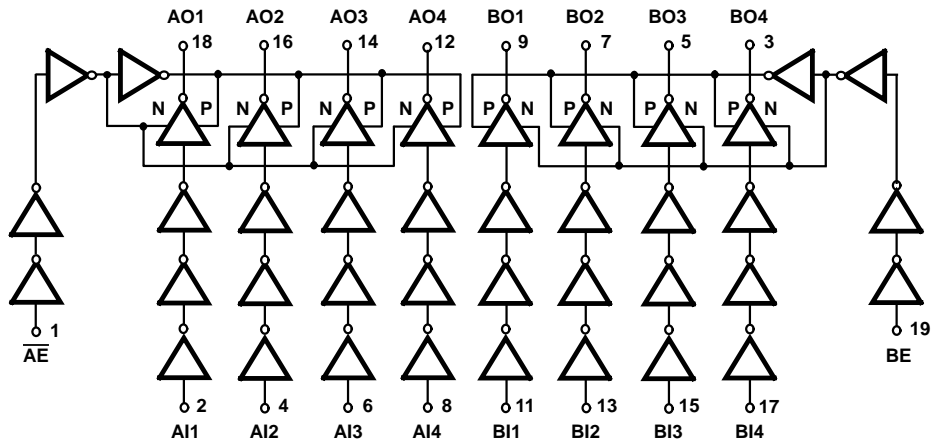 AO1 AO2 AO3 AO4 BO1 BO2 BO3 BO4
18 16 14 12 9 7 5 3
N P N P N P N P P N P N P N P N
1 19
AE BE
2 4 6 8 11 13 15 17
AI1 AI2 AI3 AI4 BI1 BI2 BI3 BI4